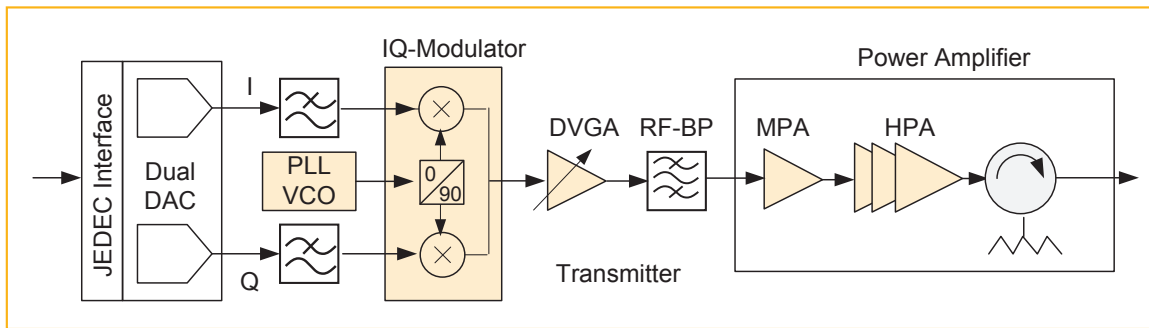 IQ-Modulator
Power Amplifier
JEDEC Interface
Dual
DAC
I
Q
PLL
VCO
0
90
DVGA
RF-BP
MPA
HPA
Transmitter